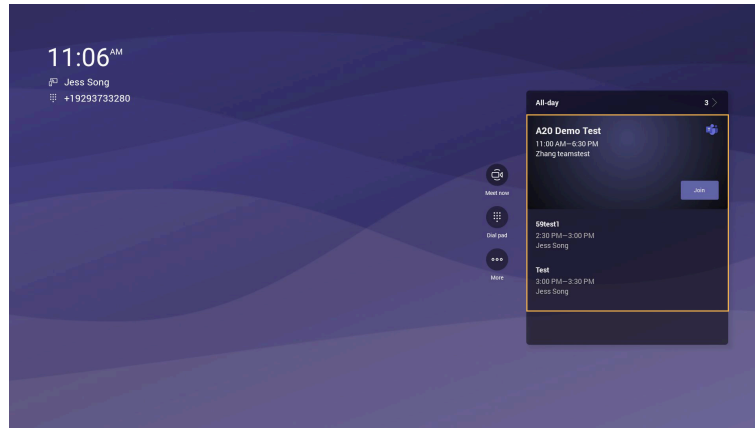 11:06 AM
Jess Song
+19293733280
Meet now
Dial pad
More
All-day 3
A20 Demo Test
11:00 AM—6:30 PM
Zhang teamstest
Join
59test1
2:30 PM—3:00 PM
Jess Song
Test
3:00 PM—3:30 PM
Jess Song